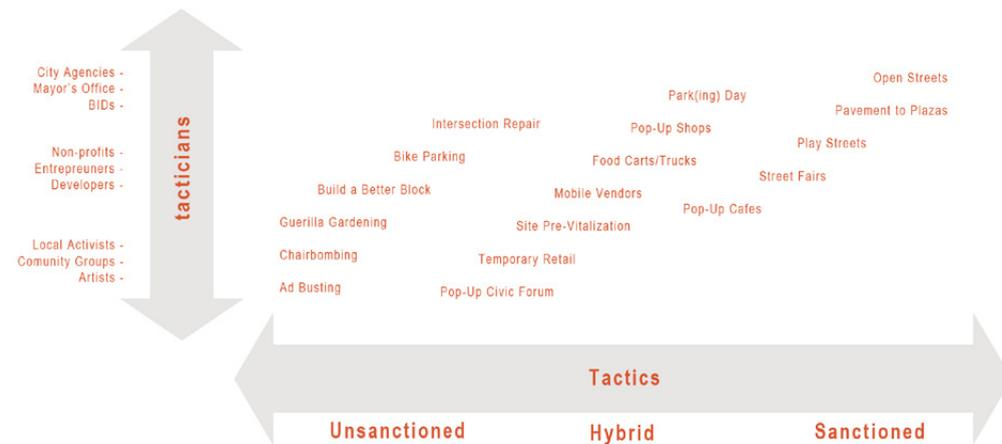 City Agencies -
Mayor`s Office -
BIDs -
Non-profits -
Entrepreuners -
Developers -
Local Activists -
Comunity Groups -
Artists -
tacticians
Open Streets
Park(ing) Day
Pavement to Plazas
Intersection Repair
Pop-Up Shops
Play Streets
Bike Parking
Food Carts/Trucks
Street Fairs
Build a Better Block
Mobile Vendors
Pop-Up Cafes
Guerilla Gardening
Site Pre-Vitalization
Chairbombing
Temporary Retail
Ad Busting
Pop-Up Civic Forum
Tactics
Unsanctioned
Hybrid
Sanctioned